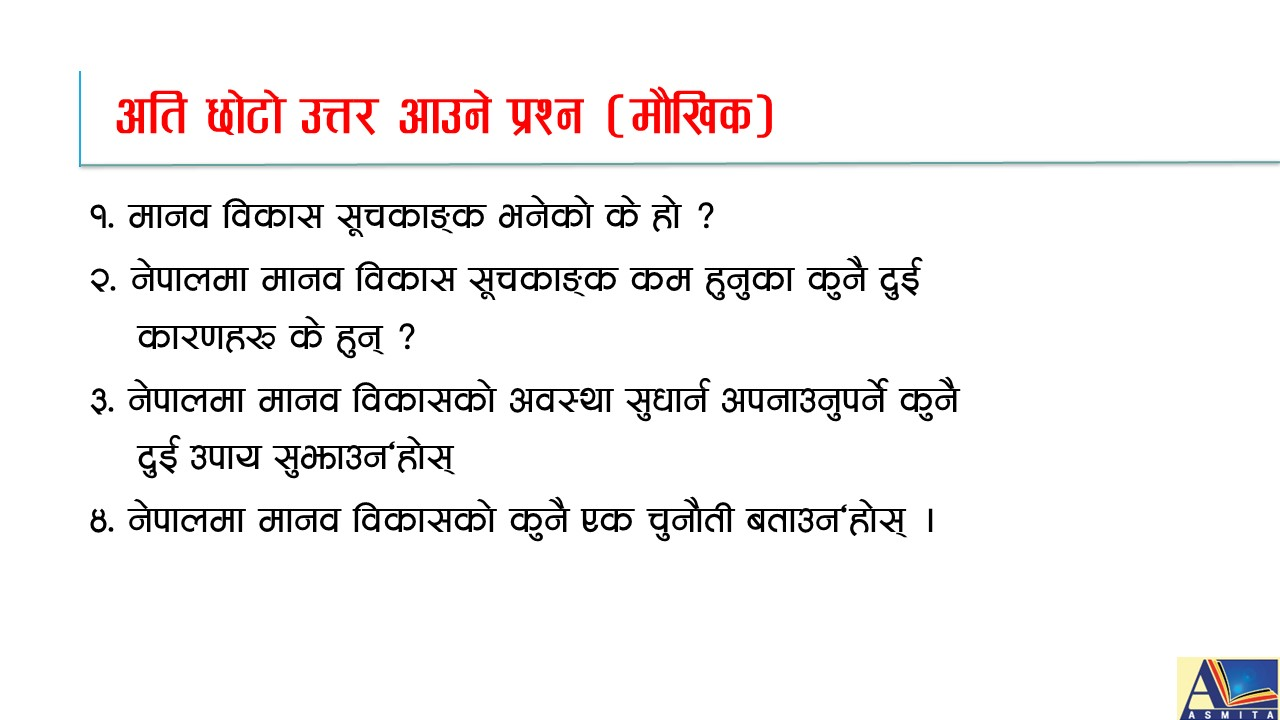 अति छोटो उत्तर आउने प्रश्न (मौखिक)
१. मानव विकास सूचकाङ्क भनेको के हो ?
२. नेपालमा मानव विकास सूचकाङ्क कम हुनुका कुनै दुई
कारणहरू के हुन् ?
३. नेपालमा मानव विकासको अवस्था सुधार्न अपनाउनुपर्ने कुनै
दुई उपाय सुझाउन‘होस्
४. नेपालमा मानव विकासको कुनै एक चुनौती बताउन‘होस् ।
ASMITA